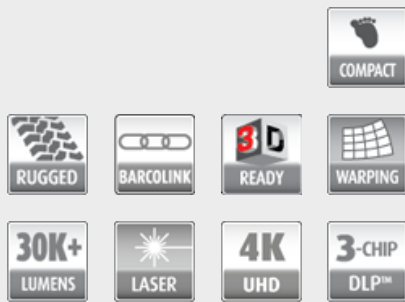 COMPACT
RUGGED
BARCOLINK
3D
READY
WARPING
30K+
LUMENS
LASER
4K
UHD
3-CHIP
DLP™